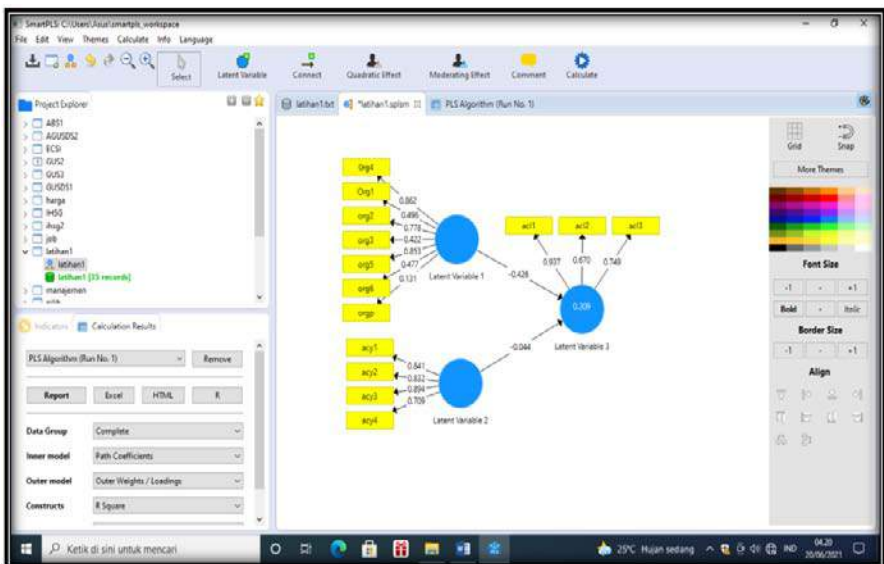 SmartPLS: C:\Users\Asus\smartpls_workspace
File Edit View Themes Calculate Info Language
Select
Latent Variable
Connect
Quadratic Effect
Moderating Effect
Comment
Calculate
Project Explorer
ABS1
AGUSDS2
ECSI
GUS2
GUS3
GUSDS1
harga
IHSG
ihsg2
job
latihan1
latihan1
latihan1 [35 records]
manajemen
Indicators
Calculation Results
PLS Algorithm (Run No. 1)
Remove
Report
Excel
HTML
R
Data Group
Complete
Inner model
Path Coefficients
Outer model
Outer Weights / Loadings
Constructs
R Square
latihan1.txt
*latihan1.splsm
PLS Algorithm (Run No. 1)
Org4
Org1
org2
org3
org5
org6
orgp
0.862
0.496
0.778
0.422
0.853
0.477
0.131
Latent Variable 1
-0.428
acl1
acl2
acl3
0.937
0.670
0.749
0.209
Latent Variable 3
acy1
acy2
acy3
acy4
0.841
0.832
0.894
0.709
Latent Variable 2
-0.044
Grid
Snap
More Themes
Font Size
-1
-
+1
Bold
-
Italic
Border Size
-1
-
+1
Align
Ketik di sini untuk mencari
25°C Hujan sedang
IND
04.20
20/06/2021